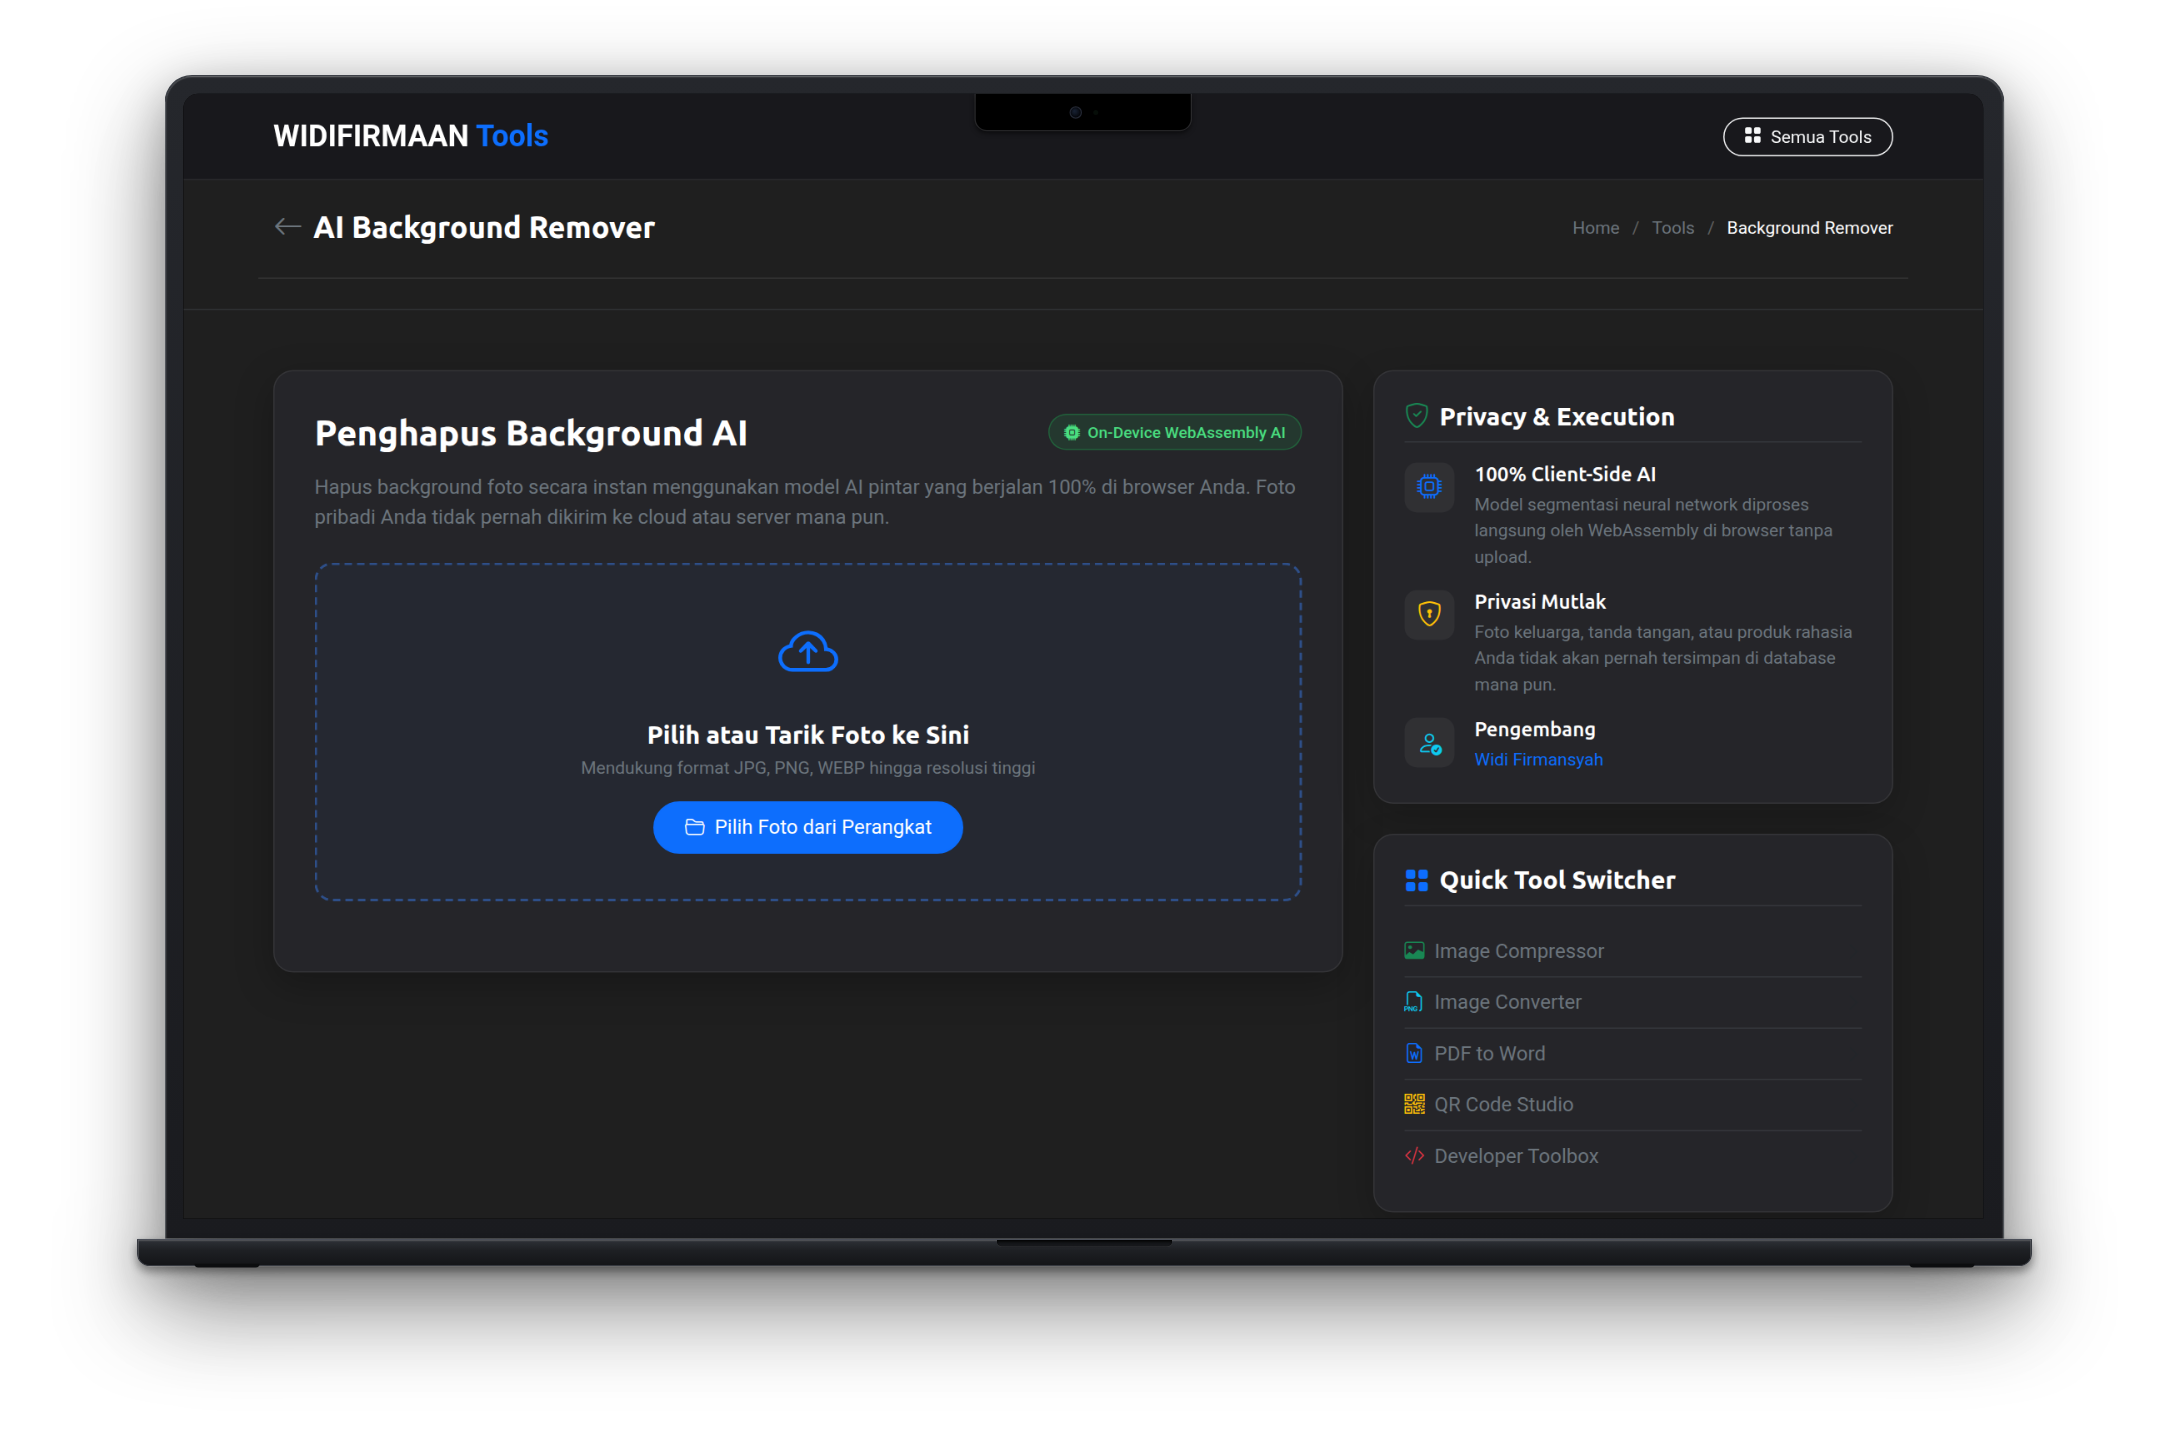 WIDIFIRMAAN Tools
Semua Tools
AI Background Remover
Home / Tools / Background Remover
Penghapus Background AI
On-Device WebAssembly AI
Hapus background foto secara instan menggunakan model AI pintar yang berjalan 100% di browser Anda. Foto
pribadi Anda tidak pernah dikirim ke cloud atau server mana pun.
Pilih atau Tarik Foto ke Sini
Mendukung format JPG, PNG, WEBP hingga resolusi tinggi
Pilih Foto dari Perangkat
Privacy & Execution
100% Client-Side AI
Model segmentasi neural network diproses
langsung oleh WebAssembly di browser tanpa
upload.
Privasi Mutlak
Foto keluarga, tanda tangan, atau produk rahasia
Anda tidak akan pernah tersimpan di database
mana pun.
Pengembang
Widi Firmansyah
Quick Tool Switcher
Image Compressor
PNG
Image Converter
W
PDF to Word
QR Code Studio
Developer Toolbox